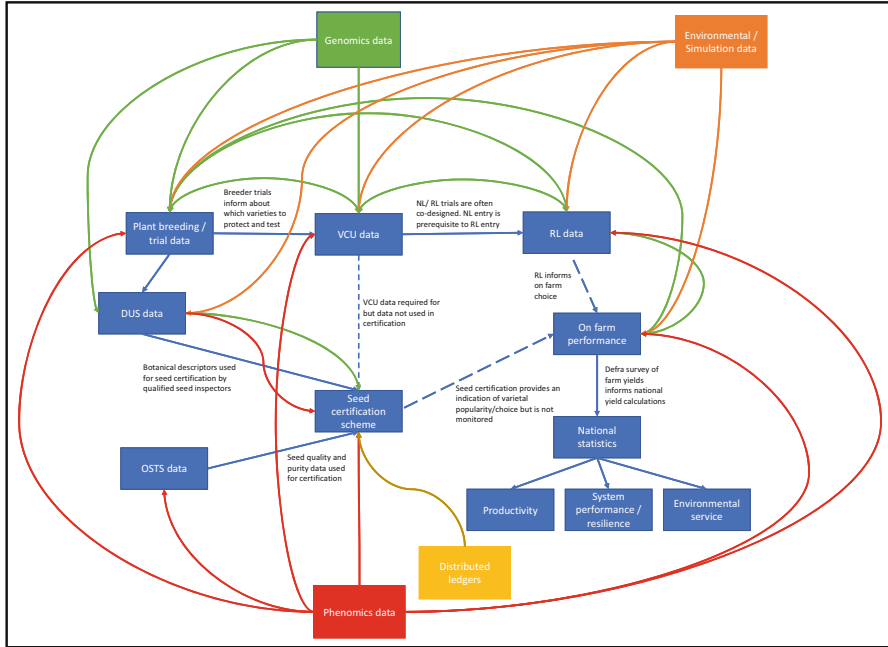 Genomics data
Environmental /
Simulation data
Breeder trials
inform about
which varieties to
protect and test
NL/ RL trials are often
co-designed. NL entry is
prerequisite to RL entry
Plant breeding /
trial data
VCU data
RL data
RL informs
on farm
choice
VCU data required for
but data not used in
certification
DUS data
On farm
performance
Botanical descriptors used
for seed certification by
qualified seed inspectors
Defra survey of
farm yields
informs national
yield calculations
Seed
certification
scheme
Seed certification provides an
indication of varietal
popularity/choice but is not
monitored
National
statistics
OSTS data
Seed quality and
purity data used
for certification
Productivity
System
performance /
resilience
Environmental
service
Distributed
ledgers
Phenomics data